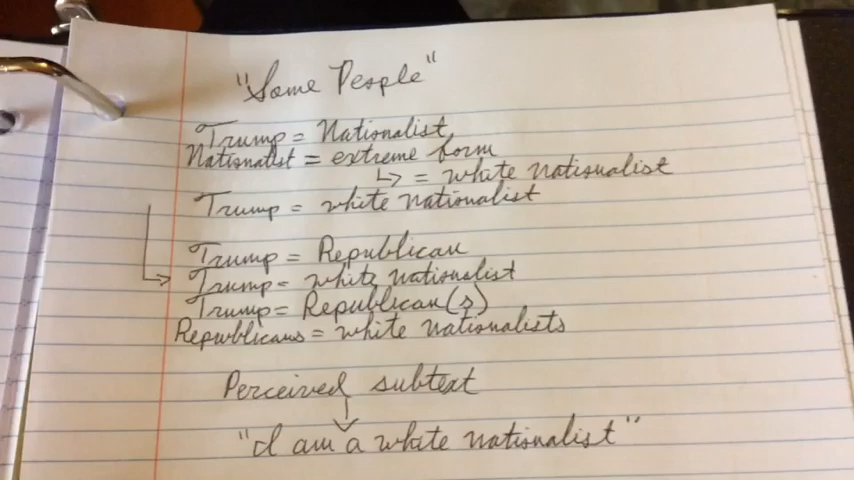 "Some People"
Trump = Nationalist
Nationalist = extreme form
↳ = white nationalist
Trump = white nationalist
Trump = Republican
Trump = white nationalist
Trump = Republican(s)
Republicans = white nationalists
Perceived subtext
"I am a white nationalist"